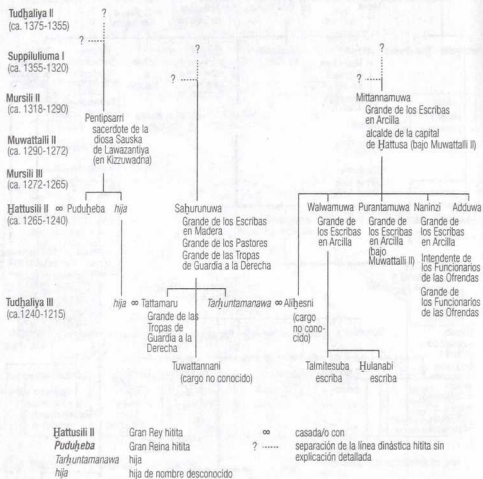 Tudḫaliya II
(ca. 1375-1355)
?
? .....
Suppiluliuma I
(ca. 1355-1320)
?
? .....
?
? .....
Mursili II
(ca. 1318-1290)
Pentipsarri
sacerdote de la
diosa Sauska
de Lawazantiya
(en Kizzuwadna)
Mittannamuwa
Grande de los Escribas
en Arcilla
alcalde de la capital
de Ḫattusa (bajo Muwattalli II)
Muwattalli II
(ca. 1290-1272)
Mursili III
(ca. 1272-1265)
Ḫattusili II ∞ Puduḫeba hija
(ca. 1265-1240)
Saḫurunuwa
Grande de los Escribas
en Madera
Grande de los Pastores
Grande de las Tropas
de Guardia a la Derecha
Walwamuwa
Grande de
los Escribas
en Arcilla
Purantamuwa
Grande de
los Escribas
en Arcilla
(bajo
Muwattalli II)
Naninzi
Grande de
los Escribas
en Arcilla
Intendente de
los Funcionarios
de las Ofrendas
Grande de
los Funcionarios
de las Ofrendas
Adduwa
Tudḫaliya III
(ca.1240-1215)
hija ∞ Tattamaru
Grande de las
Tropas de
Guardia a la
Derecha
Tarḫuntamanawa ∞ Aliḫesni
(cargo
no cono-
cido)
Tuwattannani
(cargo no conocido)
Talmitesuba
escriba
Ḫulanabi
escriba
Ḫattusili II Gran Rey hitita
Puduḫeba Gran Reina hitita
Tarḫuntamanawa hija
hija hija de nombre desconocido
∞ casada/o con
? ..... separación de la línea dinástica hitita sin
explicación detallada